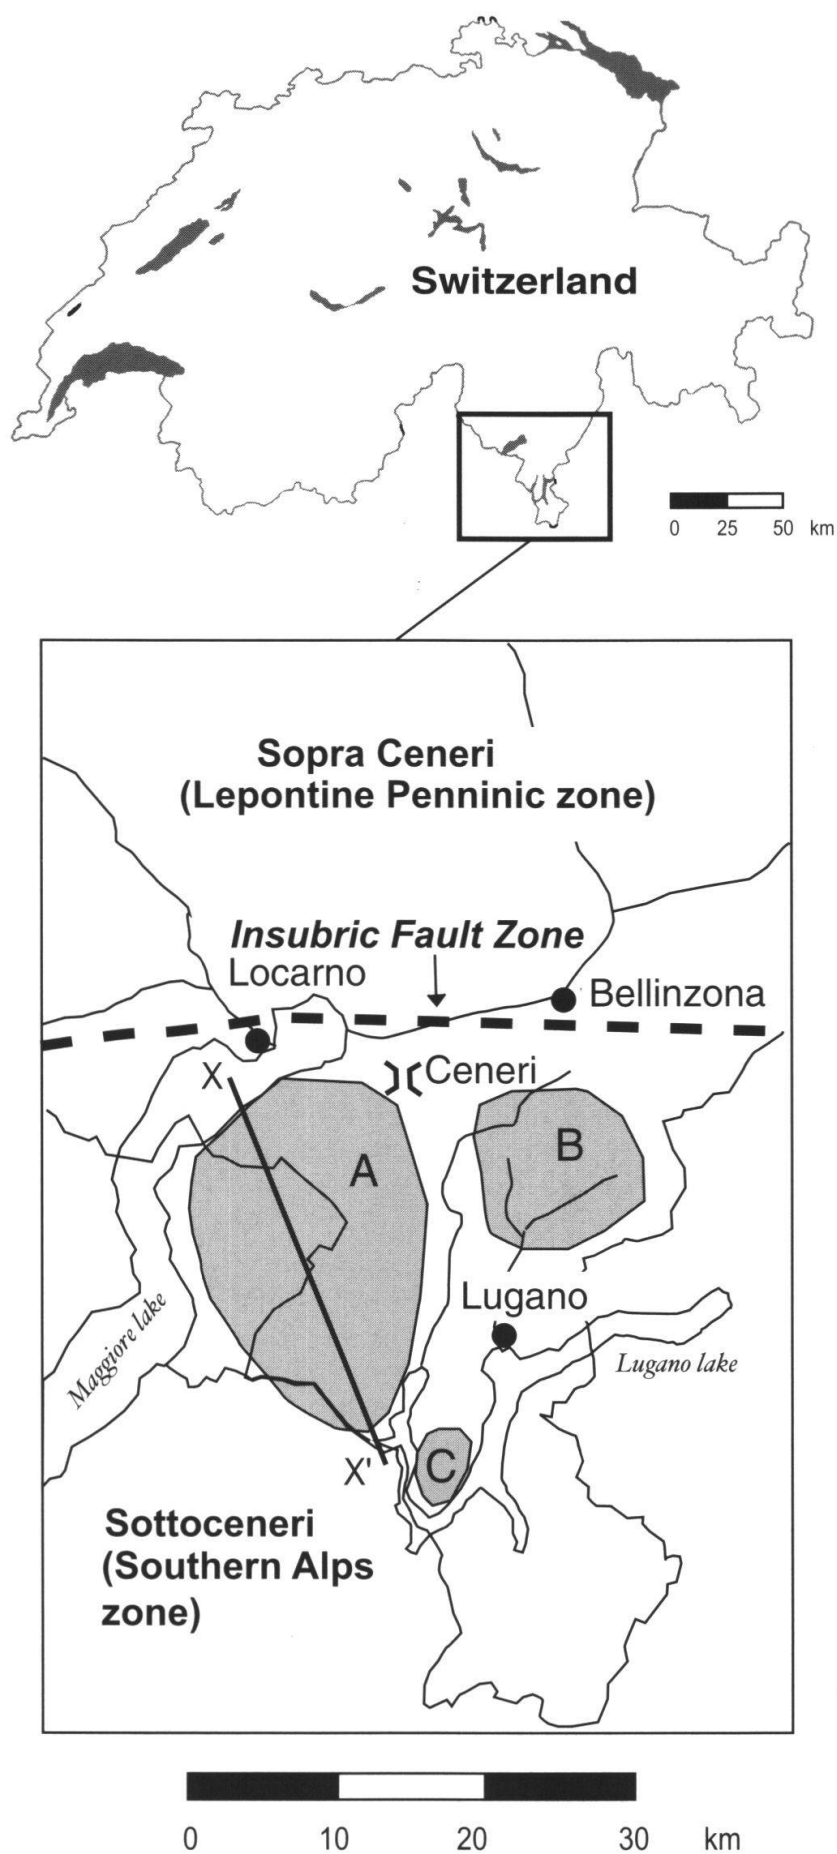 Switzerland
0 25 50 km
Sopra Ceneri
(Lepontine Penninic zone)
Insubric Fault Zone
Locarno
Bellinzona
Ceneri
X
A
B
Maggiore lake
Lugano
Lugano lake
C
X'
Sottoceneri
(Southern Alps
zone)
0 10 20 30 km